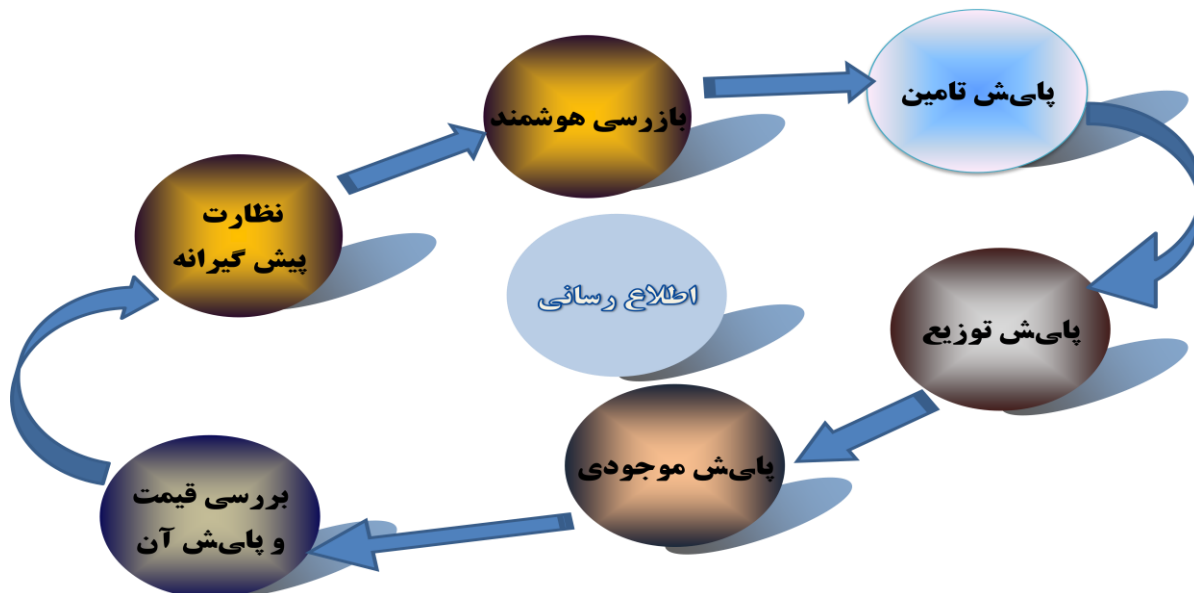 پایش تامین
بازرسی هوشمند
نظارت
پیش گیرانه
اطلاع رسانی
پایش توزیع
پایش موجودی
بررسی قیمت
و پایش آن